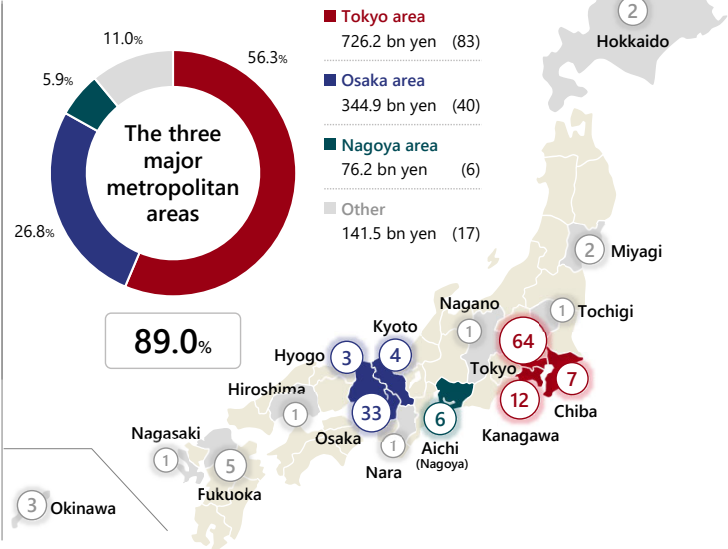 11.0%
56.3%
5.9%
26.8%
The three
major
metropolitan
areas
89.0%
Tokyo area
726.2 bn yen (83)
Osaka area
344.9 bn yen (40)
Nagoya area
76.2 bn yen (6)
Other
141.5 bn yen (17)
2
Hokkaido
2
Miyagi
1
Tochigi
Nagano
1
64
Tokyo
7
Chiba
12
Kanagawa
Kyoto
4
Hyogo
3
33
Osaka
6
Aichi
(Nagoya)
1
Nara
Hiroshima
1
Nagasaki
1
5
Fukuoka
3
Okinawa